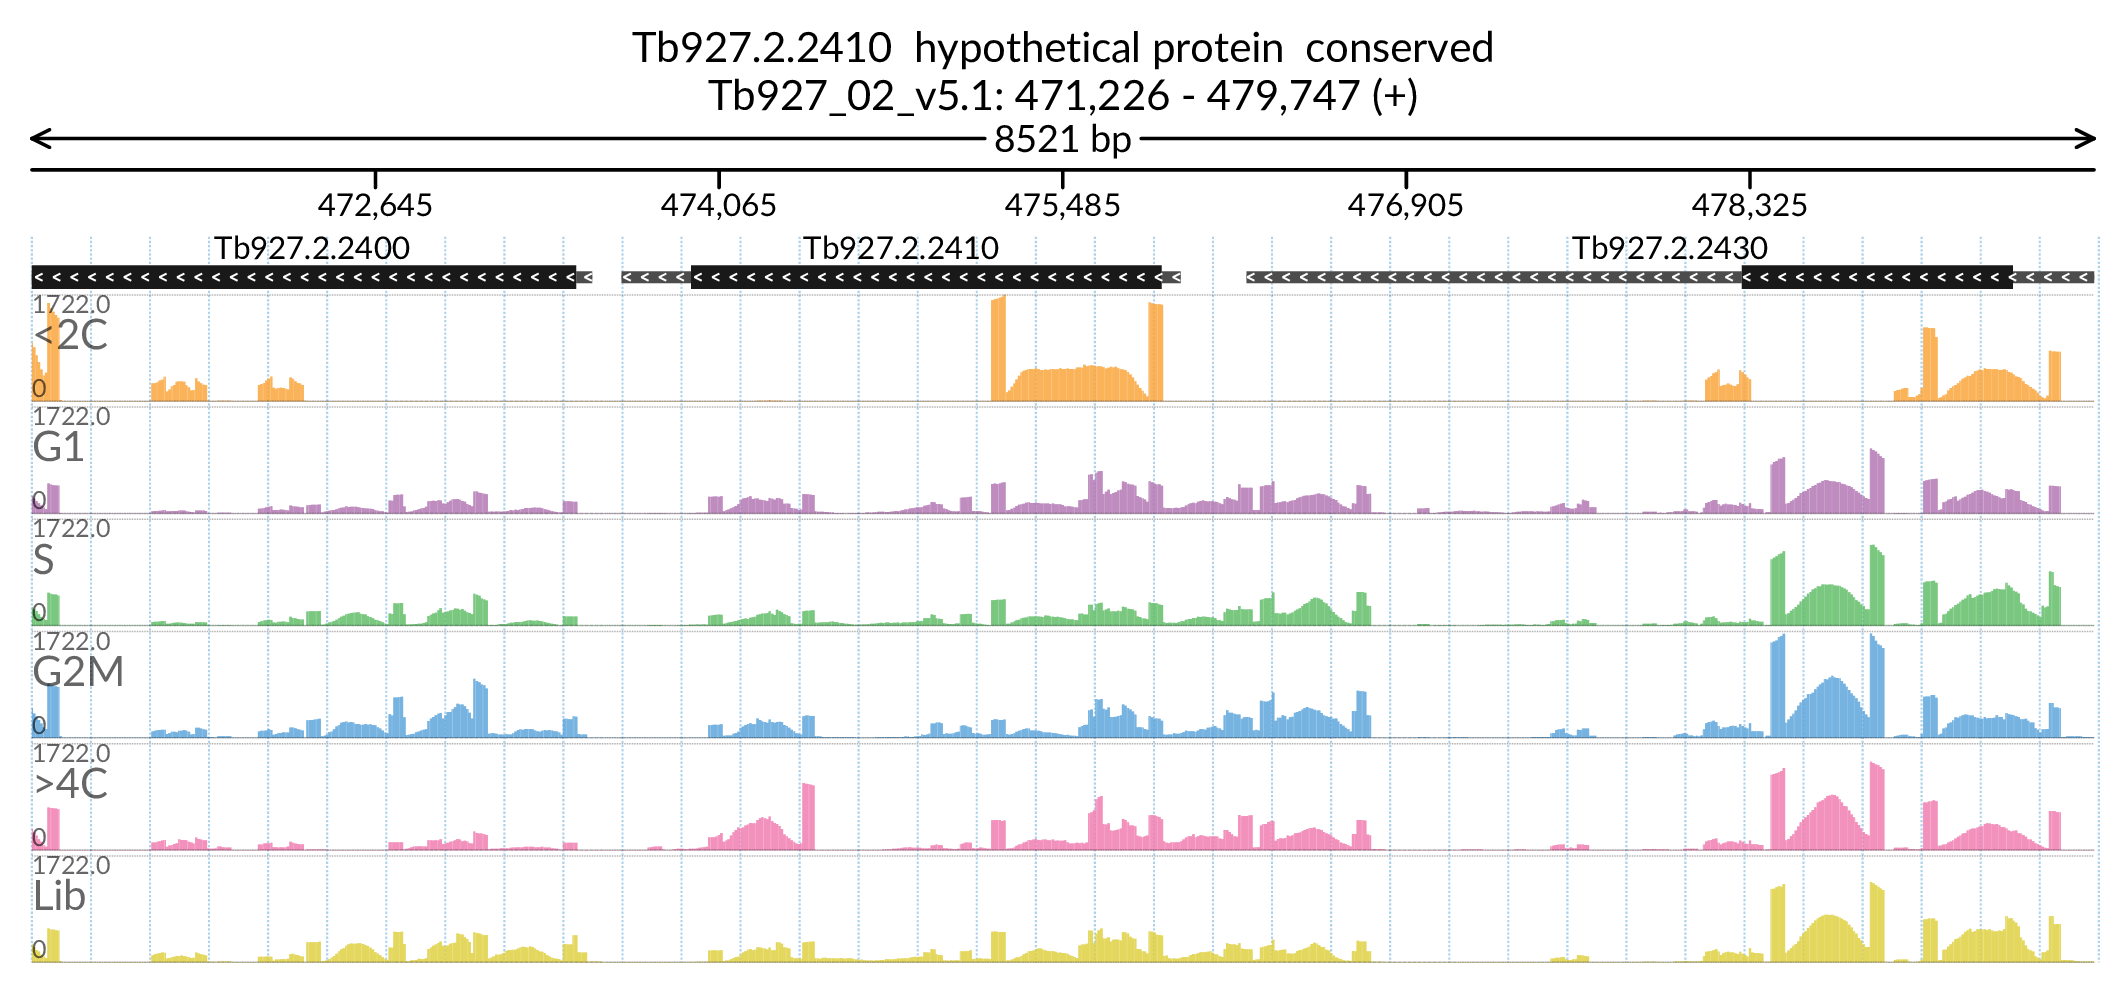 Tb927.2.2410  hypothetical protein  conserved
Tb927_02_v5.1: 471,226 - 479,747 (+)
8521 bp
472,645 474,065 475,485 476,905 478,325
Tb927.2.2400 Tb927.2.2410 Tb927.2.2430
1722.0
<2C
0
1722.0
G1
0
1722.0
S
0
1722.0
G2M
0
1722.0
>4C
0
1722.0
Lib
0